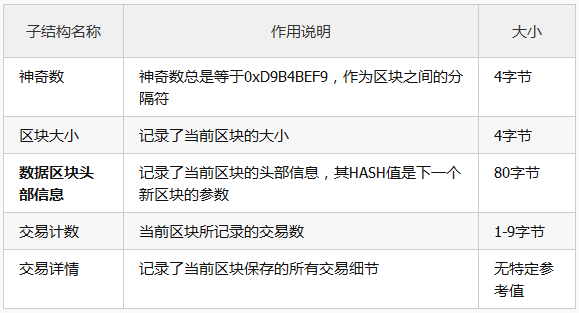 子结构名称 作用说明 大小
神奇数 神奇数总是等于0xD9B4BEF9，作为区块之间的分 4字节
隔符
区块大小 记录了当前区块的大小 4字节
数据区块头 记录了当前区块的头部信息，其HASH值是下一个 80字节
部信息 新区块的参数
交易计数 当前区块所记录的交易数 1-9字节
交易详情 记录了当前区块保存的所有交易细节 无特定参
考值